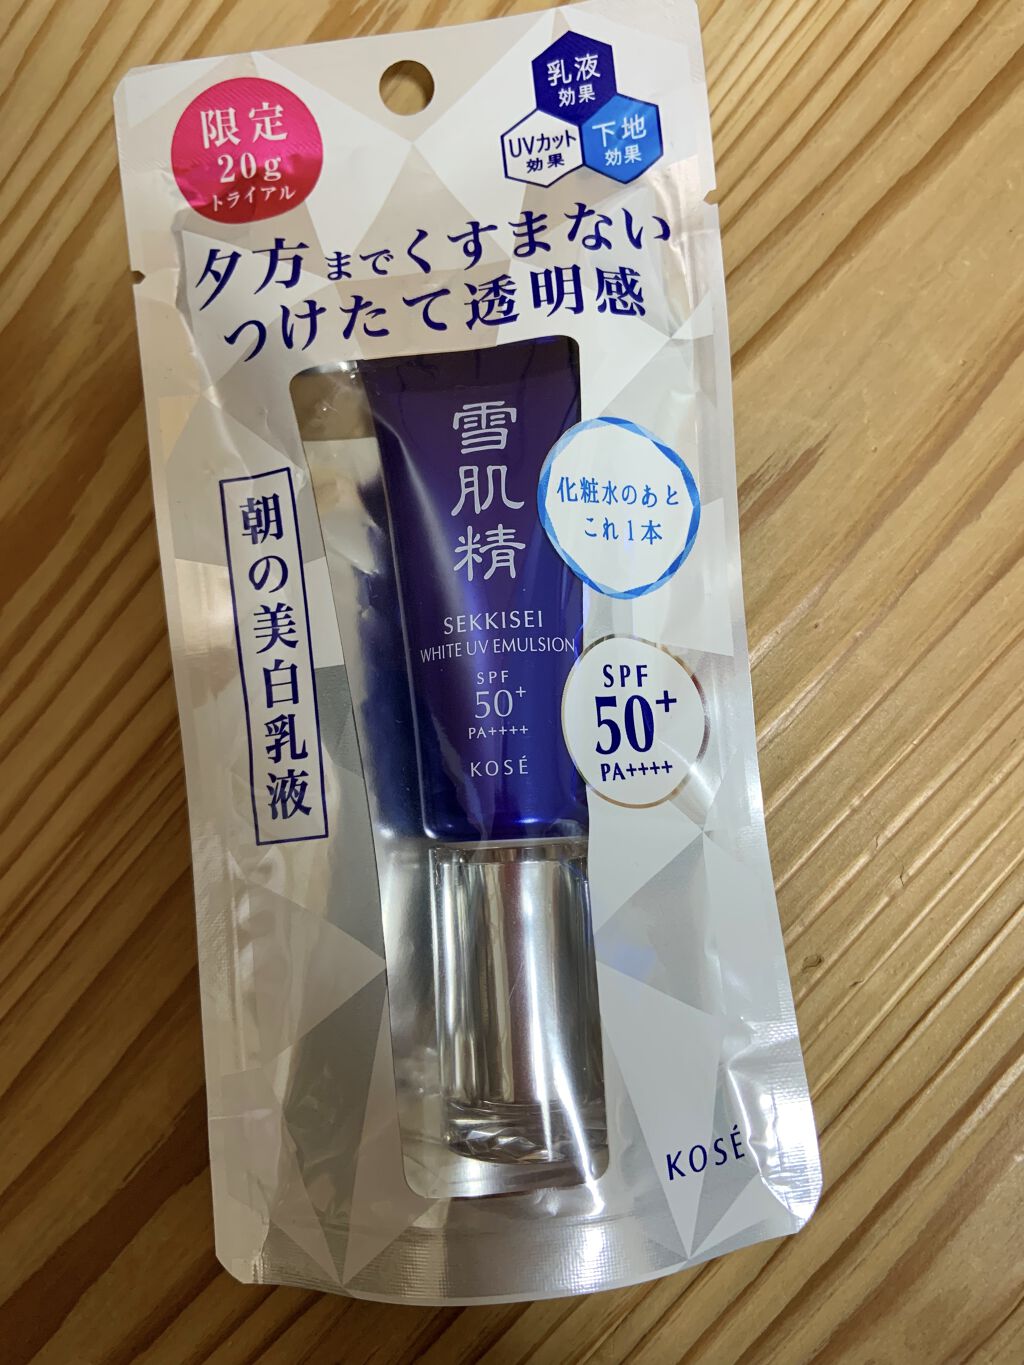 限定
20g
トライアル
乳液
効果
UVカット
効果
下地
効果
夕方までくすまない
つけたて透明感
朝の美白乳液
雪肌精
SEKKISEI
WHITE UV EMULSION
SPF
50+
PA++++
KOSÉ
化粧水のあと
これ1本
SPF
50+
PA++++
KOSÉ